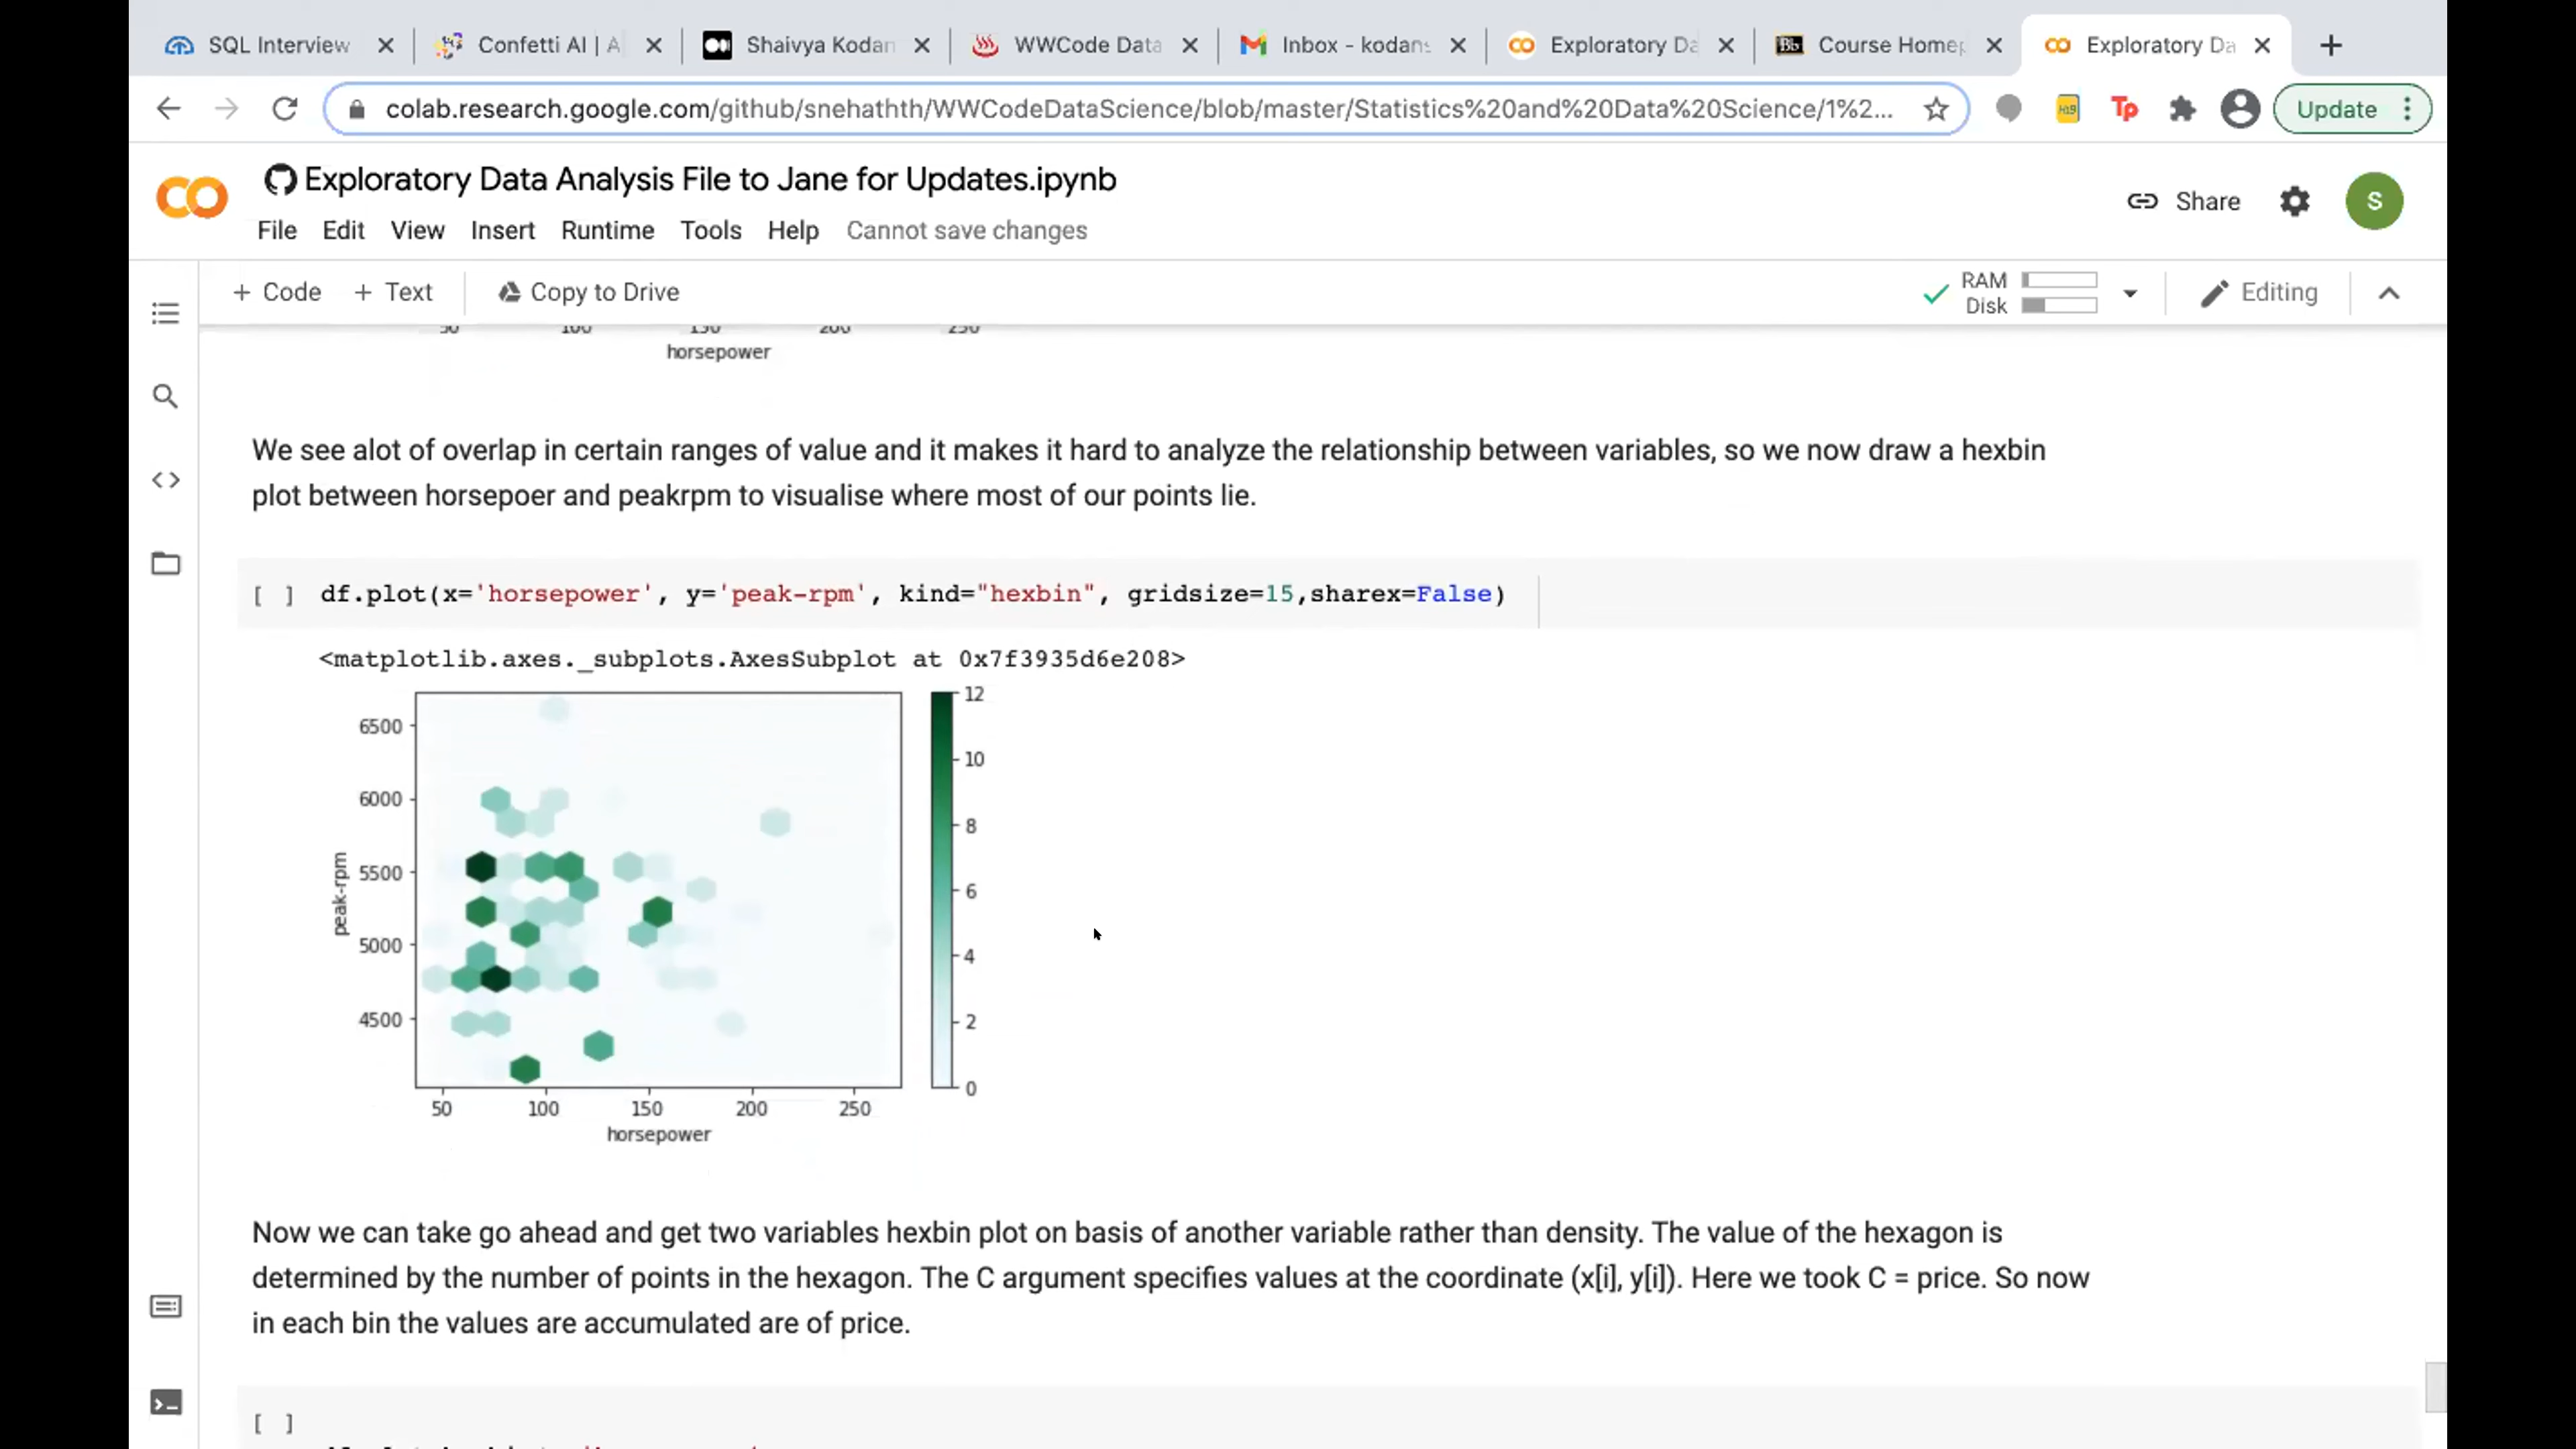 SQL Interview
Confetti AI | A
Shaivya Kodan
WWCode Data
Inbox - kodans
Exploratory Da
Course Homep
Exploratory Da
colab.research.google.com/github/snehathth/WWCodeDataScience/blob/master/Statistics%20and%20Data%20Science/1%2...
H19
Tp
Update
Exploratory Data Analysis File to Jane for Updates.ipynb
File Edit View Insert Runtime Tools Help Cannot save changes
Share
S
+ Code + Text Copy to Drive
RAM
Disk
Editing
50 100 150 200 250
horsepower
We see alot of overlap in certain ranges of value and it makes it hard to analyze the relationship between variables, so we now draw a hexbin
plot between horsepoer and peakrpm to visualise where most of our points lie.
[ ] df.plot(x='horsepower', y='peak-rpm', kind="hexbin", gridsize=15,sharex=False)
<matplotlib.axes._subplots.AxesSubplot at 0x7f3935d6e208>
peak-rpm
6500
6000
5500
5000
4500
50 100 150 200 250
horsepower
12
10
8
6
4
2
0
Now we can take go ahead and get two variables hexbin plot on basis of another variable rather than density. The value of the hexagon is
determined by the number of points in the hexagon. The C argument specifies values at the coordinate (x[i], y[i]). Here we took C = price. So now
in each bin the values are accumulated are of price.
[ ]